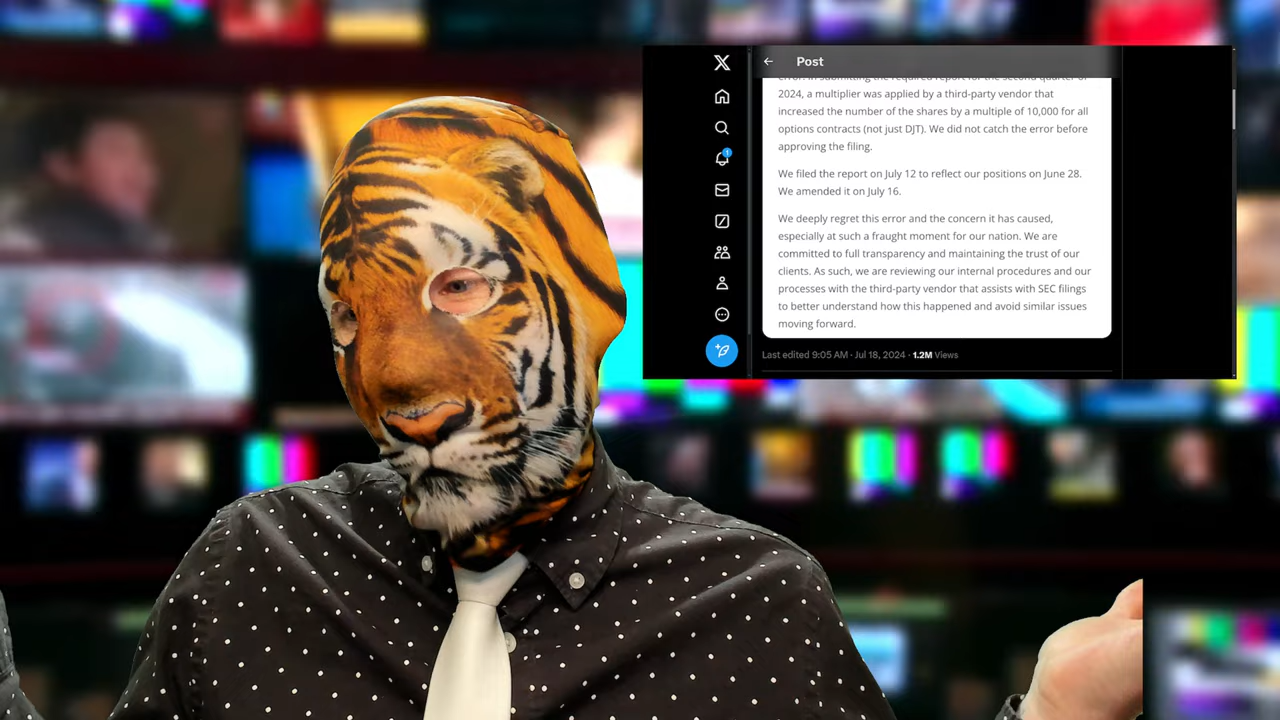 Post
error. In submitting the required report for the second quarter of
2024, a multiplier was applied by a third-party vendor that
increased the number of the shares by a multiple of 10,000 for all
options contracts (not just DJT). We did not catch the error before
approving the filing.
We filed the report on July 12 to reflect our positions on June 28.
We amended it on July 16.
We deeply regret this error and the concern it has caused,
especially at such a fraught moment for our nation. We are
committed to full transparency and maintaining the trust of our
clients. As such, we are reviewing our internal procedures and our
processes with the third-party vendor that assists with SEC filings
to better understand how this happened and avoid similar issues
moving forward.
Last edited 9:05 AM · Jul 18, 2024 · 1.2M Views
1